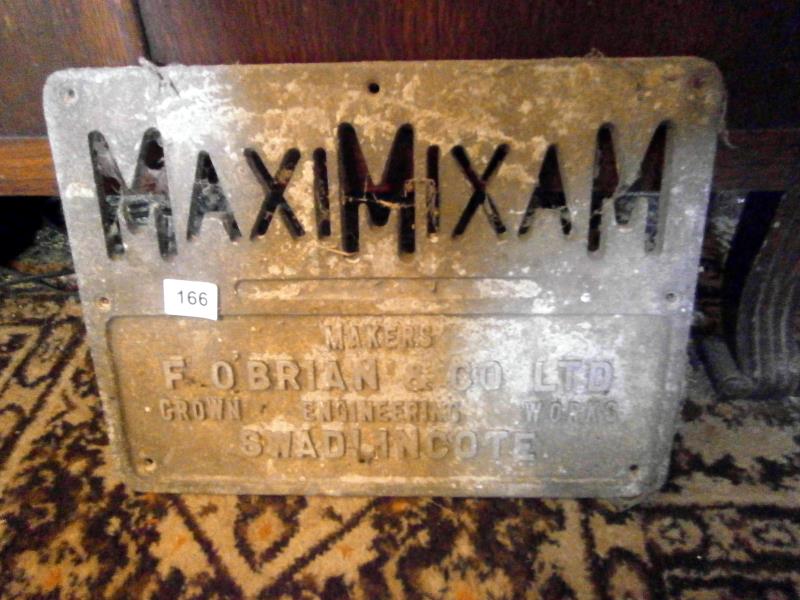 MAXIMIXAM
166
MAKERS
F. O'BRIAN & CO LTD
CROWN ENGINEERING WORKS
SWADLINCOTE